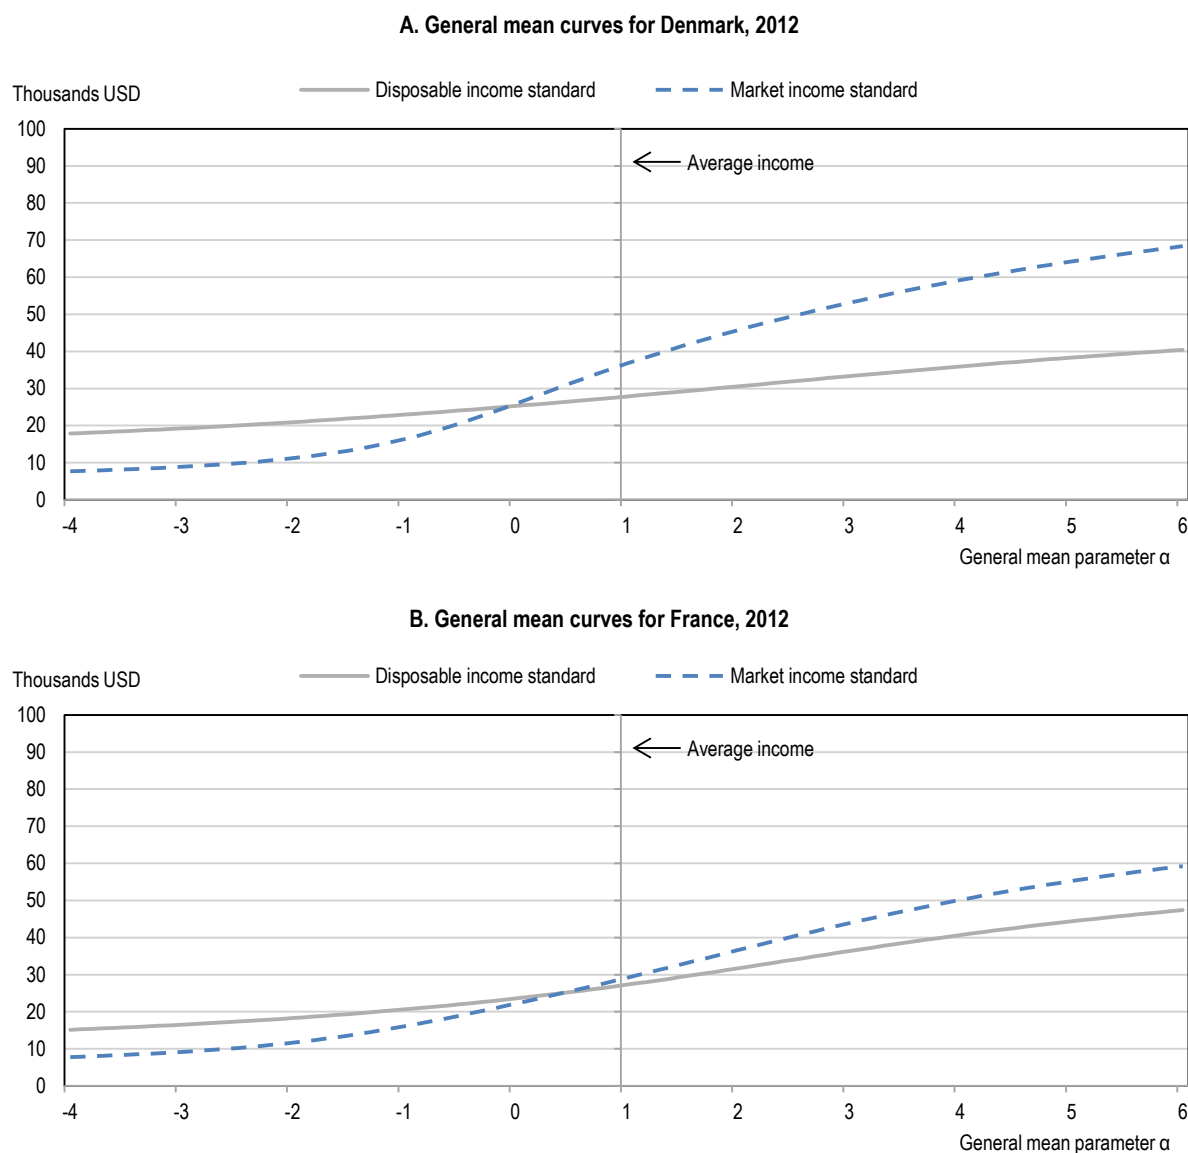 A. General mean curves for Denmark, 2012
Thousands USD
Disposable income standard
Market income standard
100
90
80
70
60
50
40
30
20
10
0
Average income
-4 -3 -2 -1 0 1 2 3 4 5 6
General mean parameter α
B. General mean curves for France, 2012
Thousands USD
Disposable income standard
Market income standard
100
90
80
70
60
50
40
30
20
10
0
Average income
-4 -3 -2 -1 0 1 2 3 4 5 6
General mean parameter α